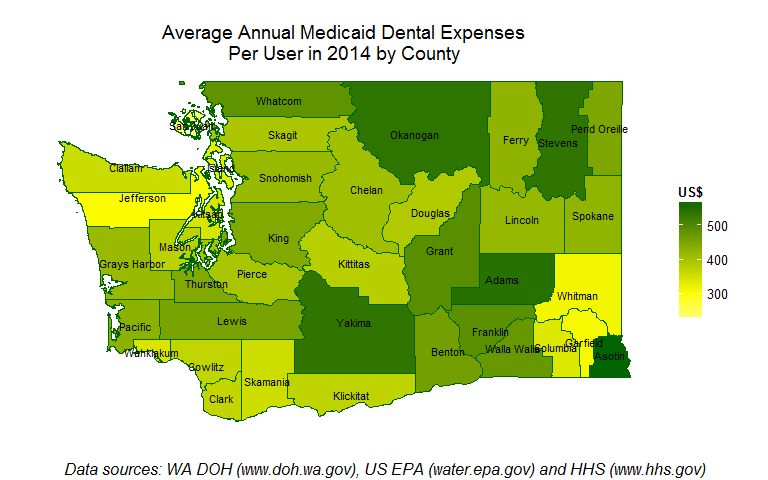 Average Annual Medicaid Dental Expenses
Per User in 2014 by County
Whatcom
San Juan
Skagit
Okanogan
Ferry
Stevens
Pend Oreille
Clallam
Island
Snohomish
Chelan
Jefferson
Kitsap
Douglas
Lincoln
Spokane
King
Mason
Grant
Grays Harbor
Kittitas
Pierce
Thurston
Adams
Whitman
Pacific
Lewis
Yakima
Franklin
Garfield
Wahkiakum
Benton
Walla Walla
Columbia
Asotin
Cowlitz
Skamania
Clark
Klickitat
US$
500
400
300
Data sources: WA DOH (www.doh.wa.gov), US EPA (water.epa.gov) and HHS (www.hhs.gov)